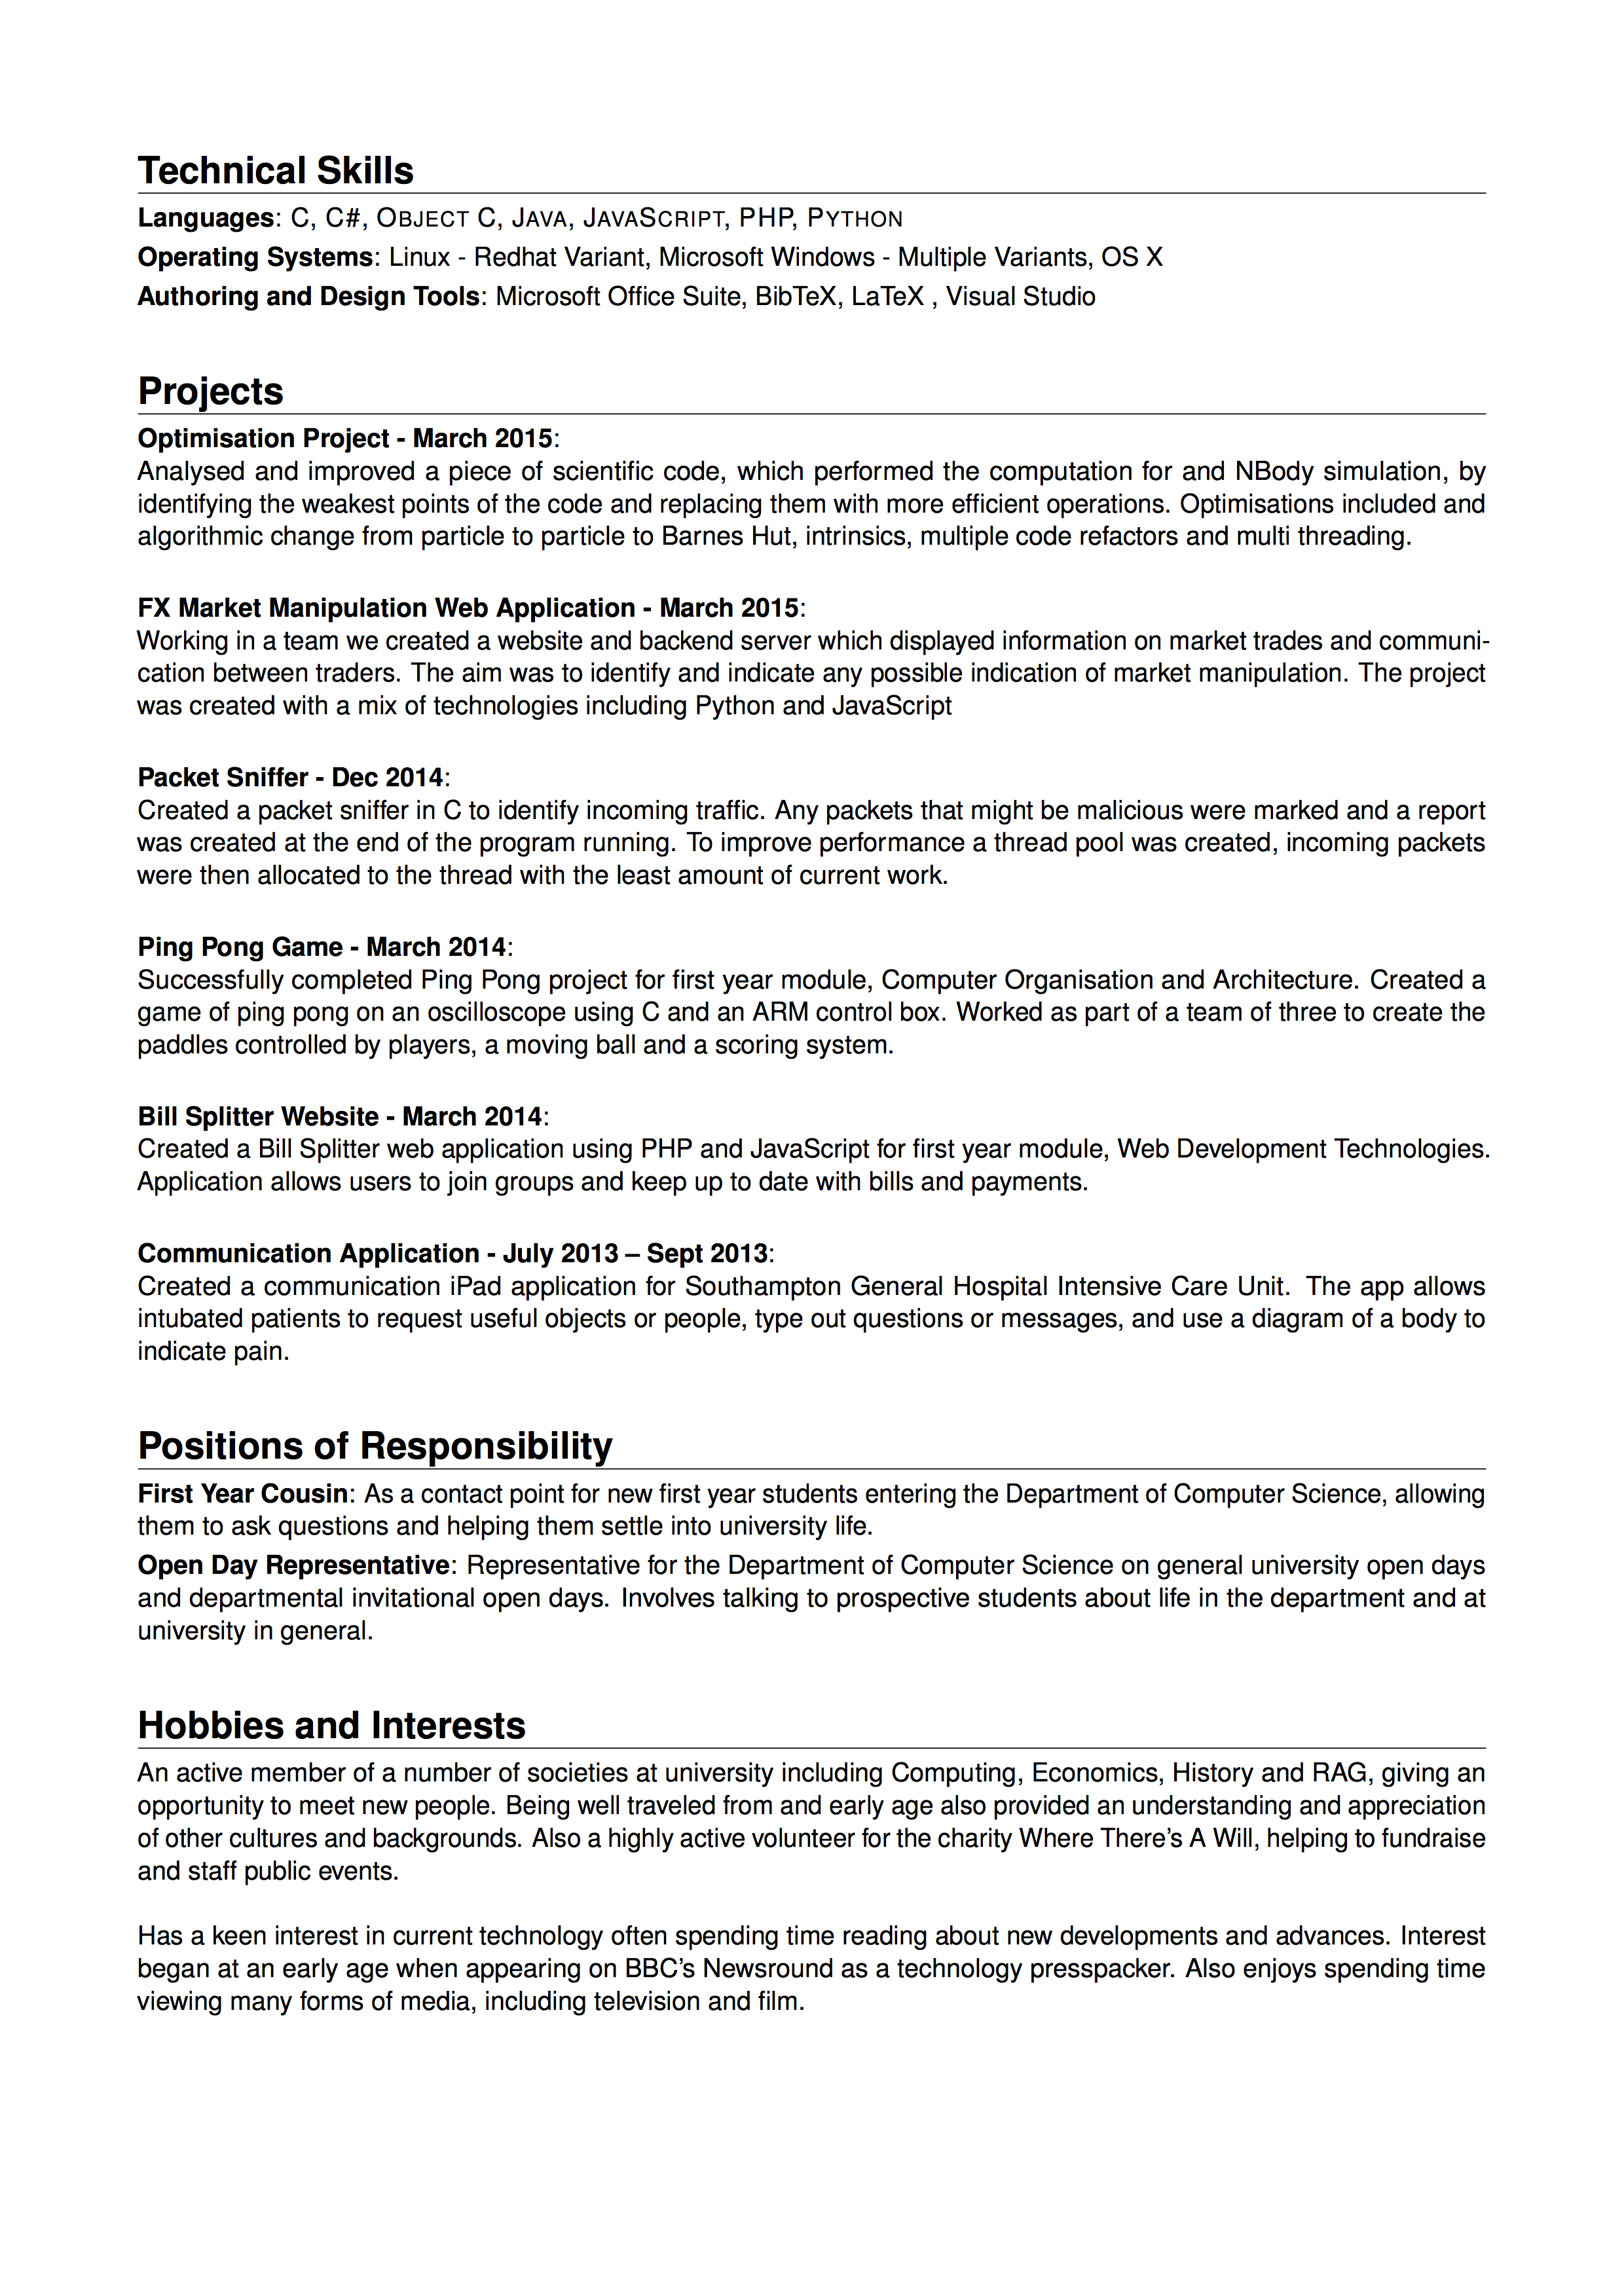 Technical Skills
Languages: C, C#, OBJECT C, JAVA, JAVASCRIPT, PHP, PYTHON
Operating Systems: Linux - Redhat Variant, Microsoft Windows - Multiple Variants, OS X
Authoring and Design Tools: Microsoft Office Suite, BibTeX, LaTeX , Visual Studio
Projects
Optimisation Project - March 2015:
Analysed and improved a piece of scientific code, which performed the computation for and NBody simulation, by
identifying the weakest points of the code and replacing them with more efficient operations. Optimisations included and
algorithmic change from particle to particle to Barnes Hut, intrinsics, multiple code refactors and multi threading.
FX Market Manipulation Web Application - March 2015:
Working in a team we created a website and backend server which displayed information on market trades and communi-
cation between traders. The aim was to identify and indicate any possible indication of market manipulation. The project
was created with a mix of technologies including Python and JavaScript
Packet Sniffer - Dec 2014:
Created a packet sniffer in C to identify incoming traffic. Any packets that might be malicious were marked and a report
was created at the end of the program running. To improve performance a thread pool was created, incoming packets
were then allocated to the thread with the least amount of current work.
Ping Pong Game - March 2014:
Successfully completed Ping Pong project for first year module, Computer Organisation and Architecture. Created a
game of ping pong on an oscilloscope using C and an ARM control box. Worked as part of a team of three to create the
paddles controlled by players, a moving ball and a scoring system.
Bill Splitter Website - March 2014:
Created a Bill Splitter web application using PHP and JavaScript for first year module, Web Development Technologies.
Application allows users to join groups and keep up to date with bills and payments.
Communication Application - July 2013 – Sept 2013:
Created a communication iPad application for Southampton General Hospital Intensive Care Unit. The app allows
intubated patients to request useful objects or people, type out questions or messages, and use a diagram of a body to
indicate pain.
Positions of Responsibility
First Year Cousin: As a contact point for new first year students entering the Department of Computer Science, allowing
them to ask questions and helping them settle into university life.
Open Day Representative: Representative for the Department of Computer Science on general university open days
and departmental invitational open days. Involves talking to prospective students about life in the department and at
university in general.
Hobbies and Interests
An active member of a number of societies at university including Computing, Economics, History and RAG, giving an
opportunity to meet new people. Being well traveled from and early age also provided an understanding and appreciation
of other cultures and backgrounds. Also a highly active volunteer for the charity Where There’s A Will, helping to fundraise
and staff public events.
Has a keen interest in current technology often spending time reading about new developments and advances. Interest
began at an early age when appearing on BBC’s Newsround as a technology presspacker. Also enjoys spending time
viewing many forms of media, including television and film.